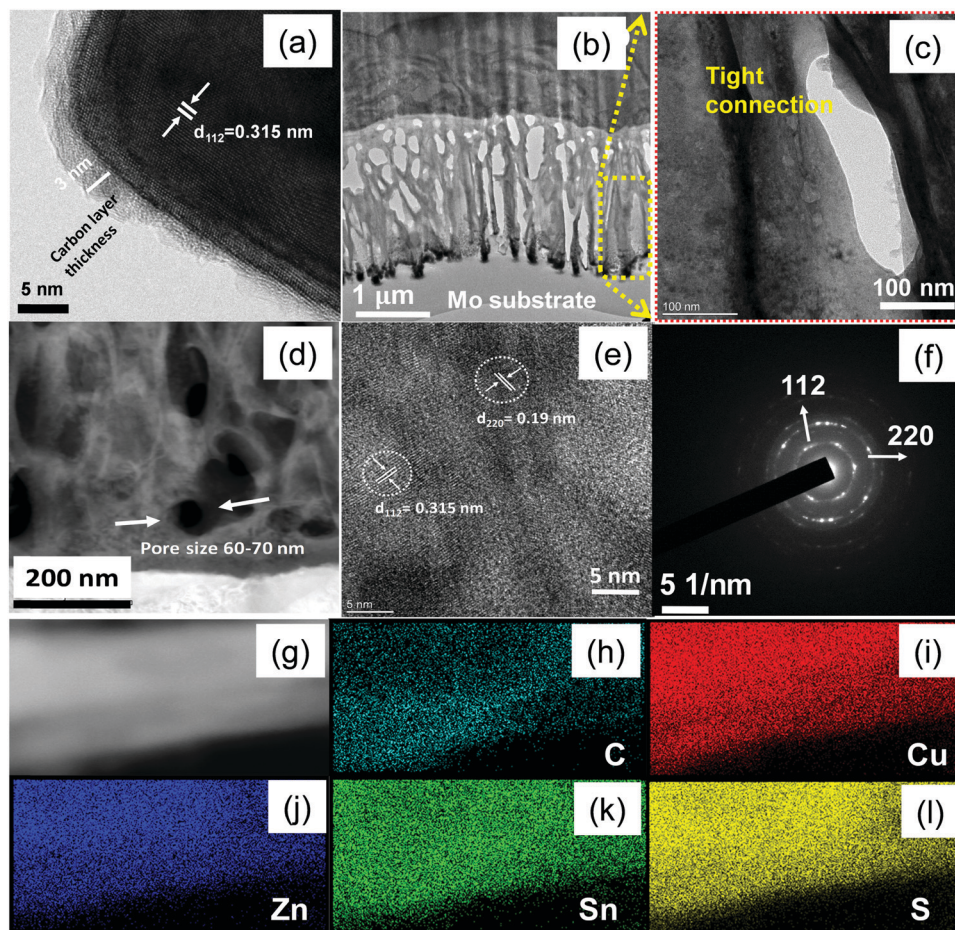 (a)
d₁₁₂=0.315 nm
3 nm
Carbon layer
thickness
5 nm
(b)
1 μm
Mo substrate
(c)
Tight
connection
100 nm
100 nm
(d)
Pore size 60-70 nm
200 nm
(e)
d₂₂₀= 0.19 nm
d₁₁₂= 0.315 nm
5 nm
5 nm
(f)
112
220
5 1/nm
(g)
(h)
C
(i)
Cu
(j)
Zn
(k)
Sn
(l)
S